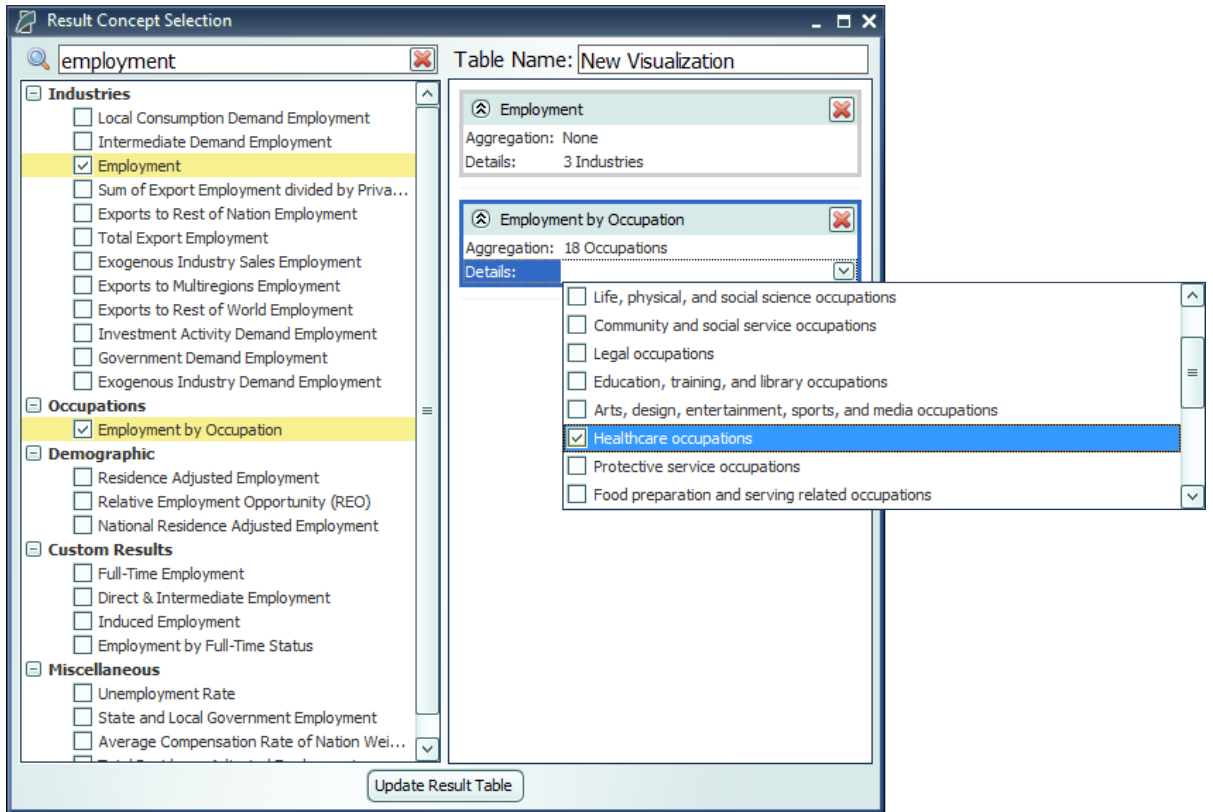 Result Concept Selection
employment
Table Name: New Visualization
Industries
Local Consumption Demand Employment
Intermediate Demand Employment
Employment
Sum of Export Employment divided by Priva...
Exports to Rest of Nation Employment
Total Export Employment
Exogenous Industry Sales Employment
Exports to Multiregions Employment
Exports to Rest of World Employment
Investment Activity Demand Employment
Government Demand Employment
Exogenous Industry Demand Employment
Occupations
Employment by Occupation
Demographic
Residence Adjusted Employment
Relative Employment Opportunity (REO)
National Residence Adjusted Employment
Custom Results
Full-Time Employment
Direct & Intermediate Employment
Induced Employment
Employment by Full-Time Status
Miscellaneous
Unemployment Rate
State and Local Government Employment
Average Compensation Rate of Nation Wei...
Employment
Aggregation: None
Details: 3 Industries
Employment by Occupation
Aggregation: 18 Occupations
Details:
Life, physical, and social science occupations
Community and social service occupations
Legal occupations
Education, training, and library occupations
Arts, design, entertainment, sports, and media occupations
Healthcare occupations
Protective service occupations
Food preparation and serving related occupations
Update Result Table